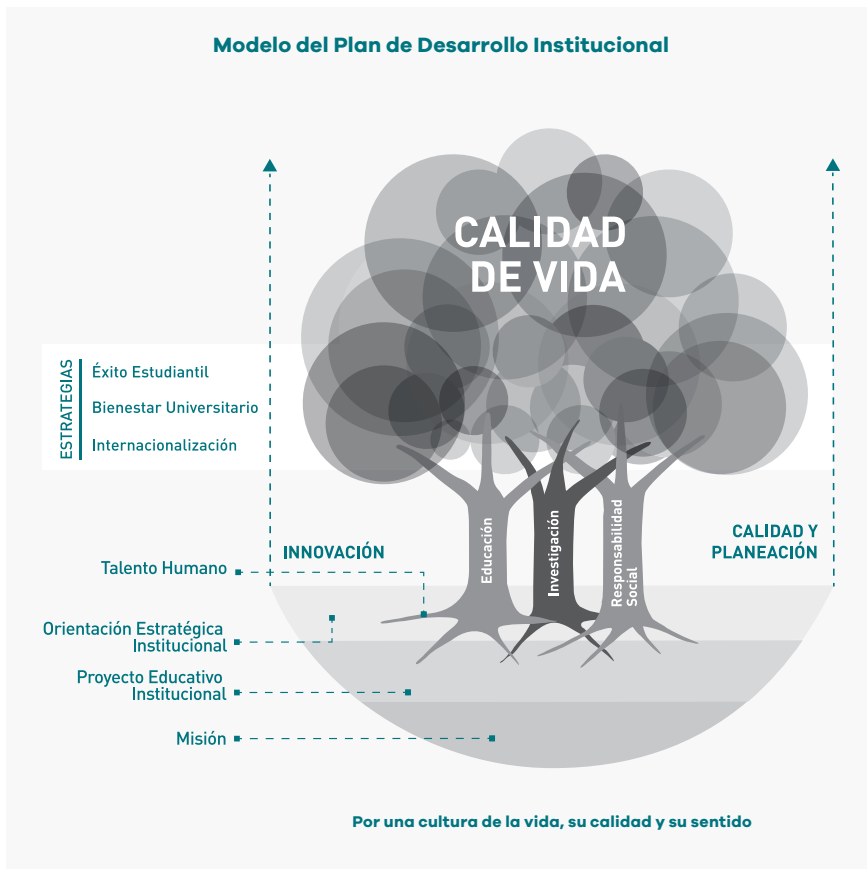 Modelo del Plan de Desarrollo Institucional
CALIDAD
DE VIDA
ESTRATEGIAS
Éxito Estudiantil
Bienestar Universitario
Internacionalización
Educación
Investigación
Responsabilidad
Social
INNOVACIÓN
CALIDAD Y
PLANEACIÓN
Talento Humano
Orientación Estratégica
Institucional
Proyecto Educativo
Institucional
Misión
Por una cultura de la vida, su calidad y su sentido